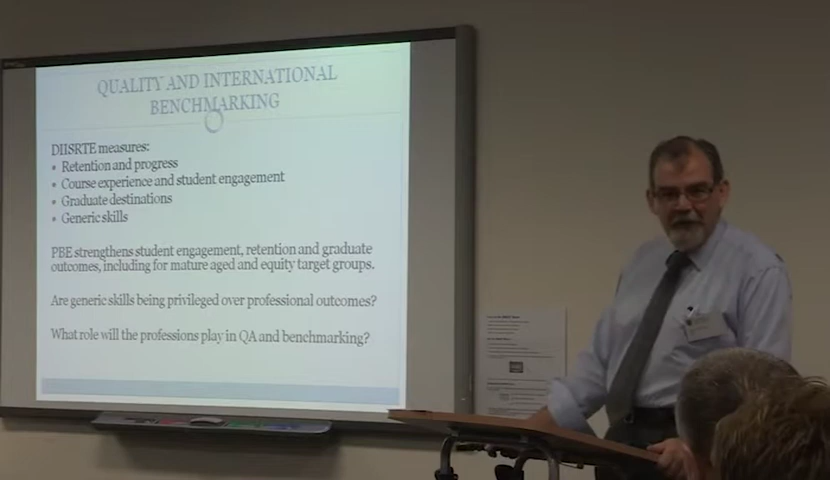 QUALITY AND INTERNATIONAL
BENCHMARKING
DIISRTE measures:
• Retention and progress
• Course experience and student engagement
• Graduate destinations
• Generic skills
PBE strengthens student engagement, retention and graduate
outcomes, including for mature aged and equity target groups.
Are generic skills being privileged over professional outcomes?
What role will the professions play in QA and benchmarking?